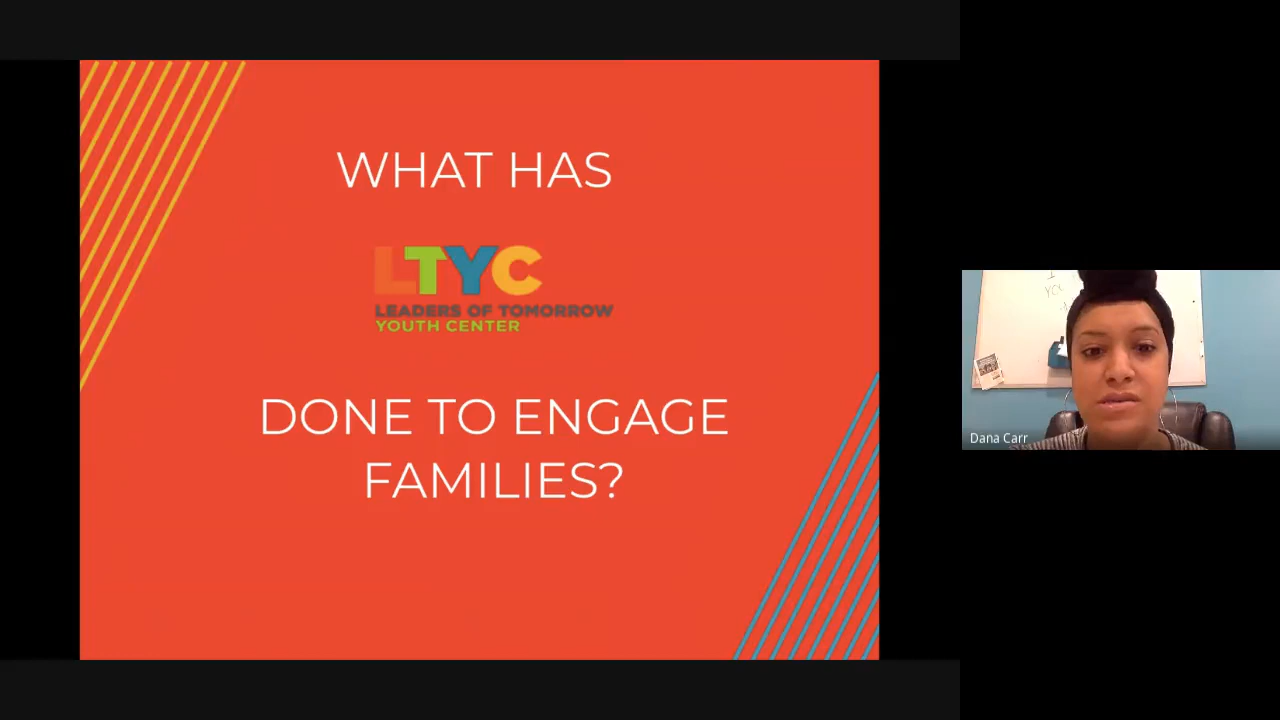 WHAT HAS
LTYC
LEADERS OF TOMORROW
YOUTH CENTER
DONE TO ENGAGE
FAMILIES?
Dana Carr